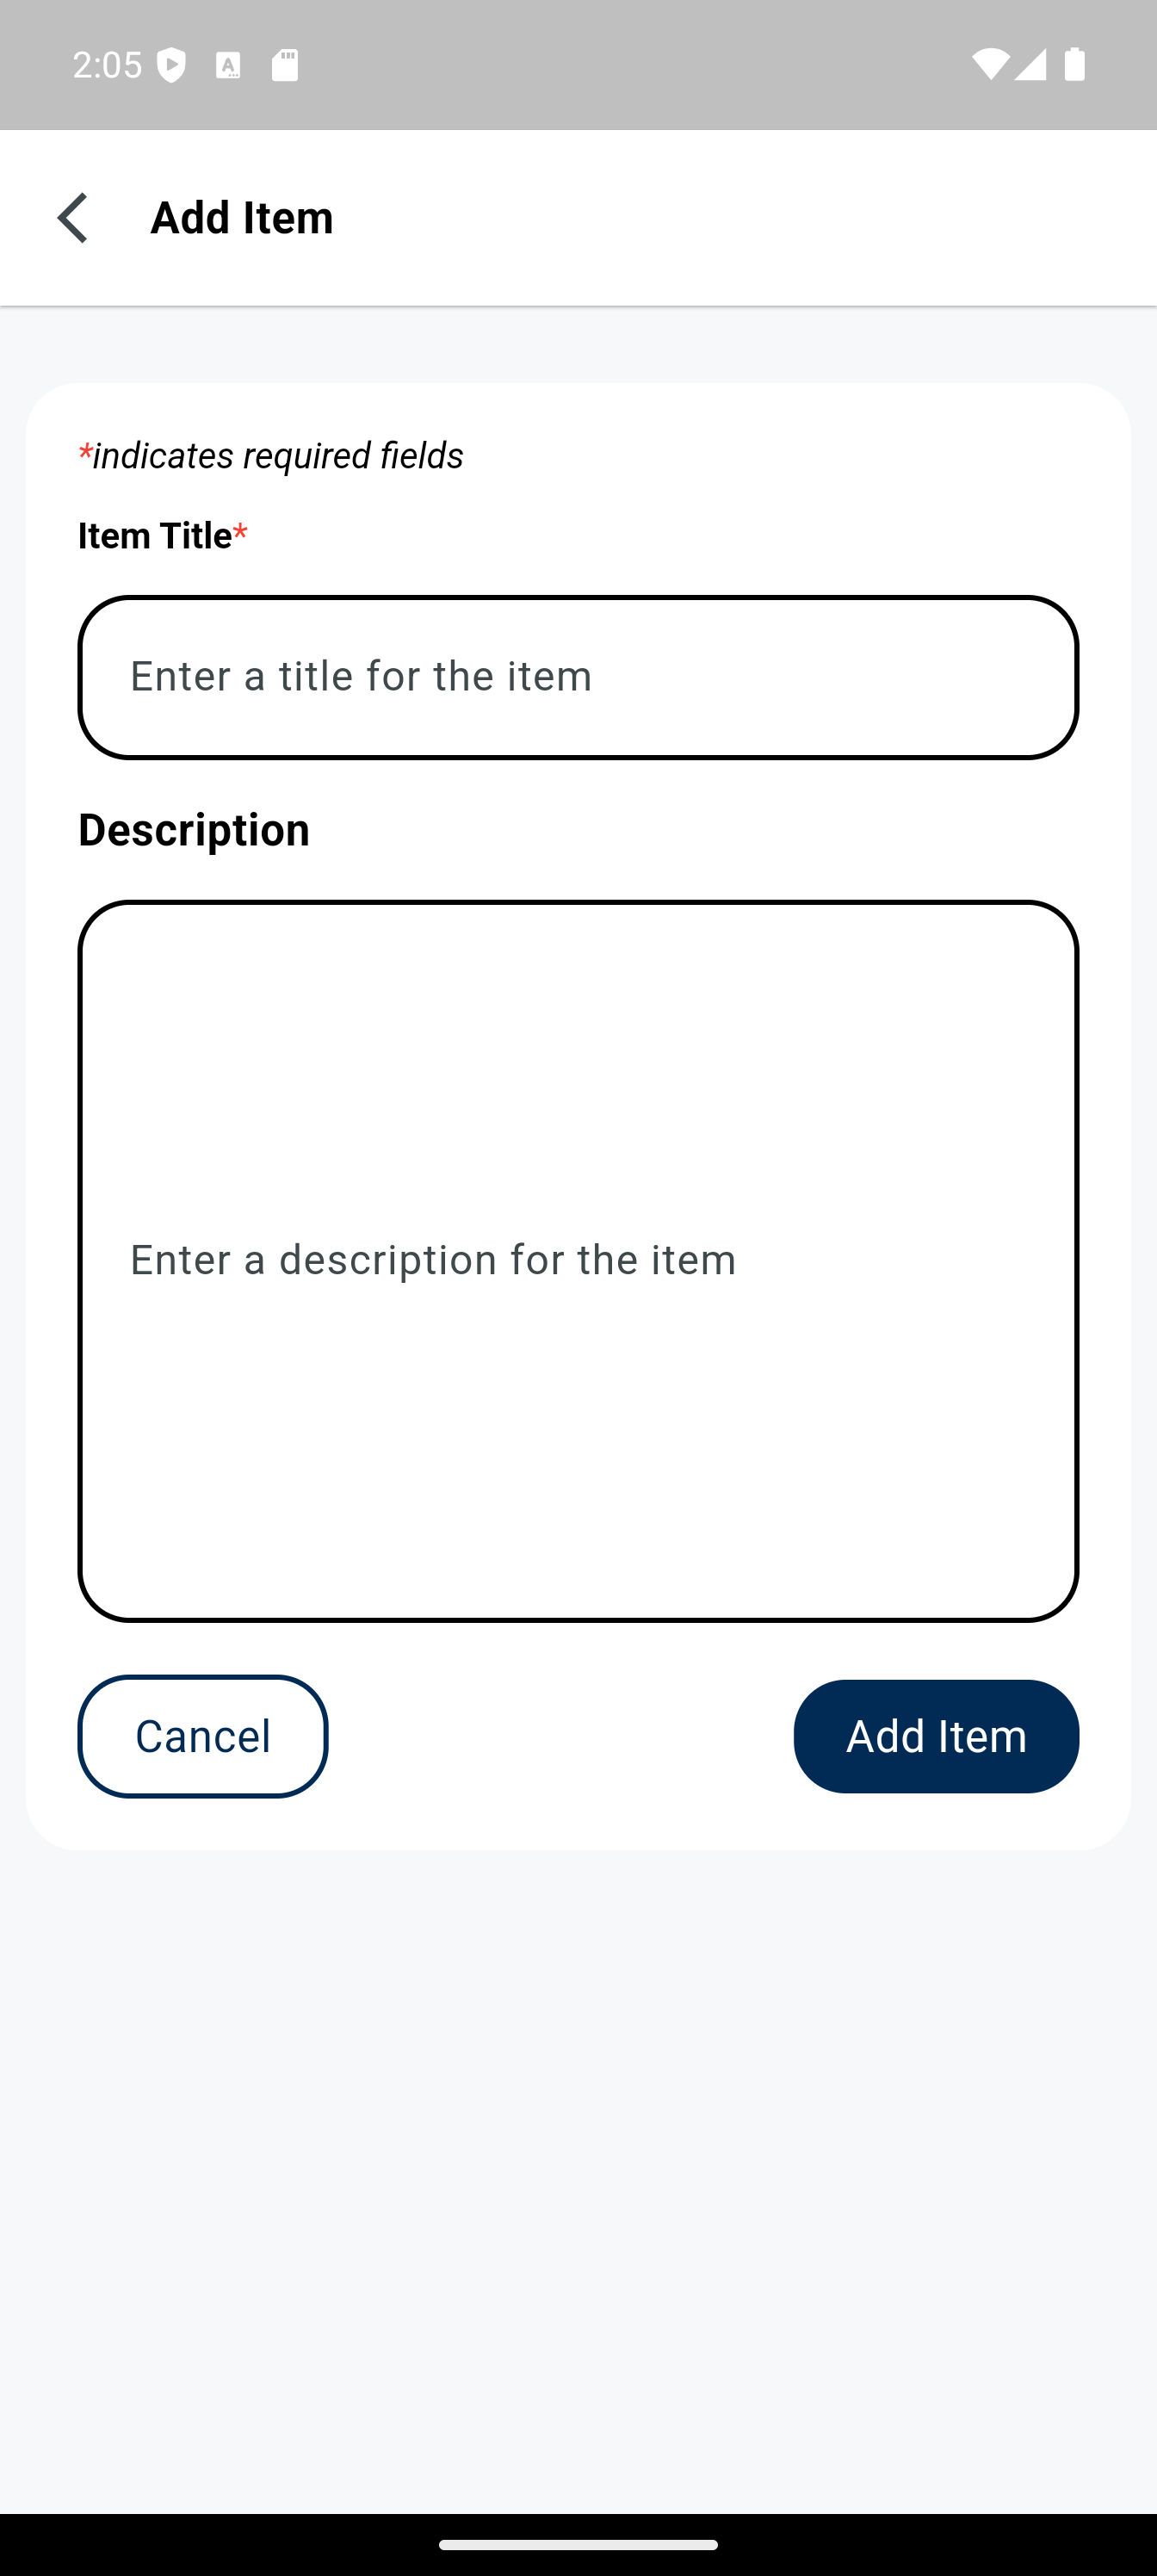 2:05
Add Item
*indicates required fields
Item Title*
Enter a title for the item
Description
Enter a description for the item
Cancel
Add Item